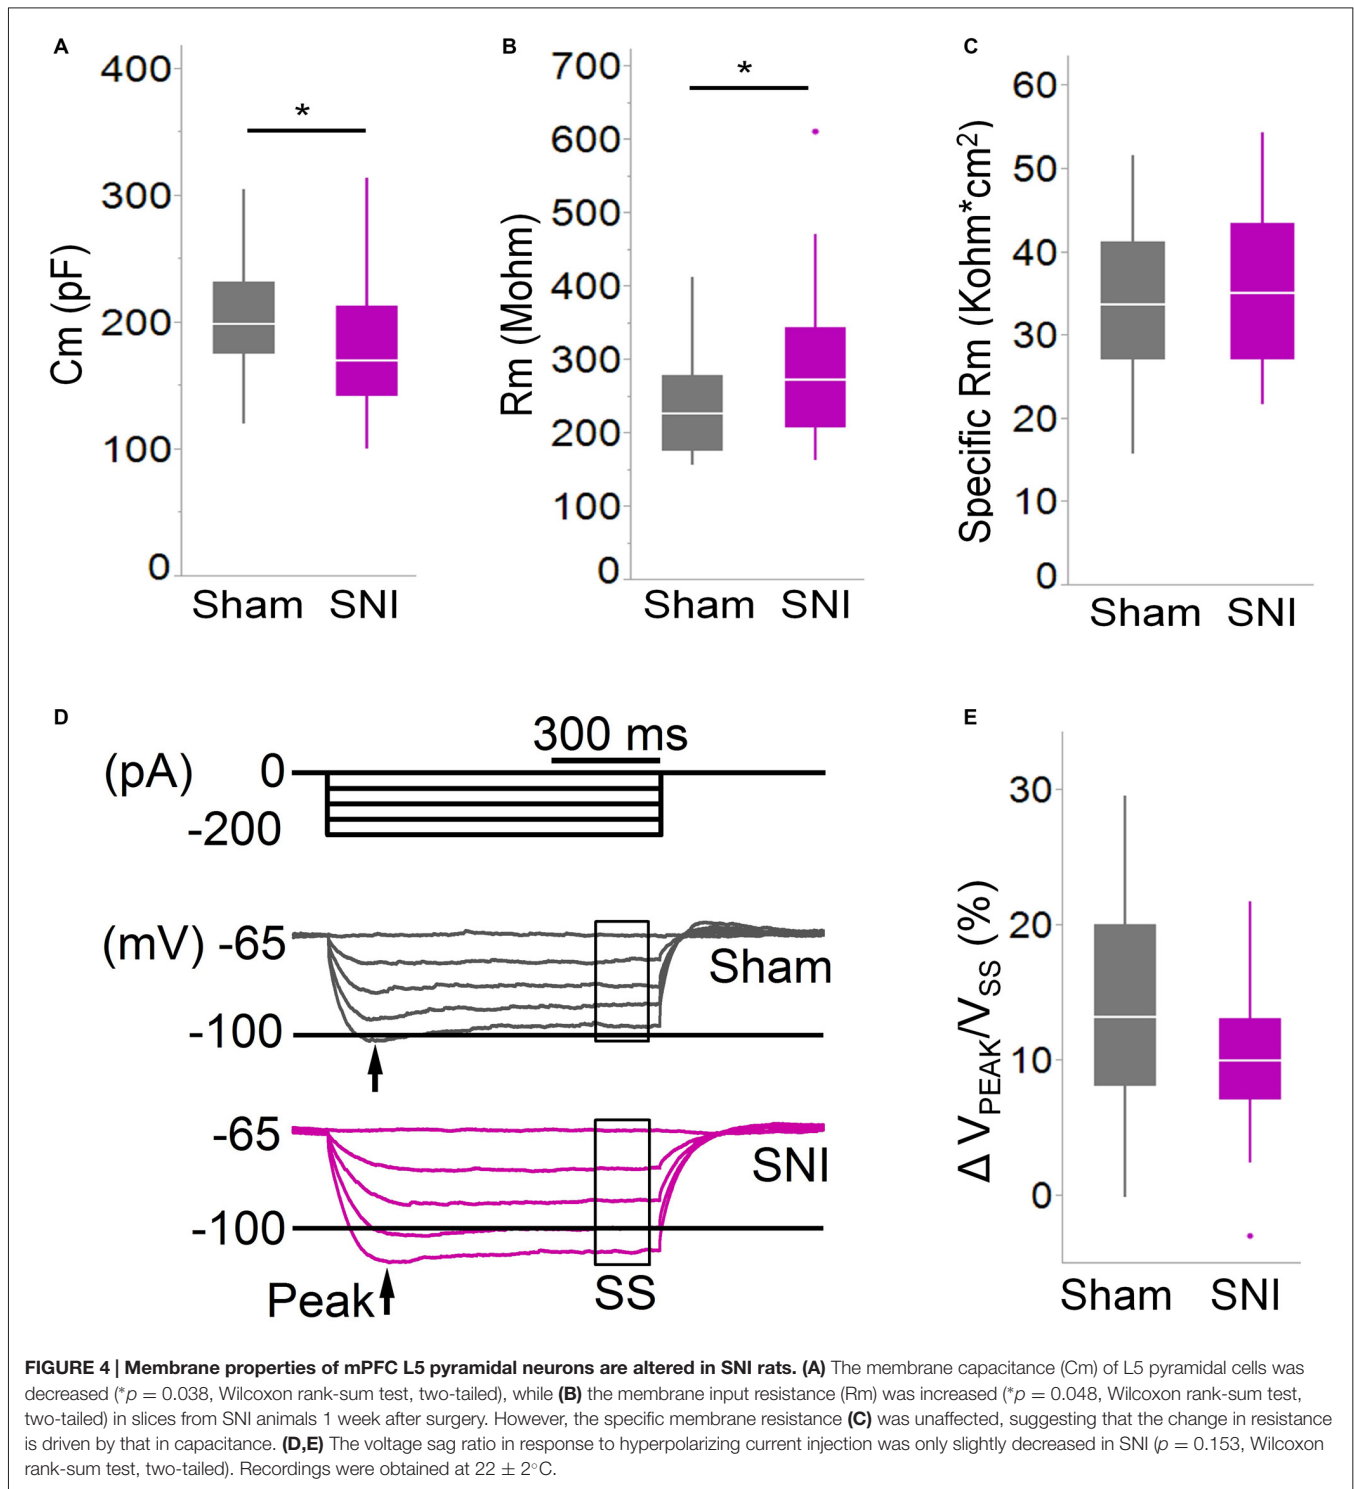 A
400
300
200
100
0
Cm (pF)
*
Sham SNI
B
700
600
500
400
300
200
100
0
Rm (Mohm)
*
Sham SNI
C
60
50
40
30
20
10
0
Specific Rm (Kohm*cm²)
Sham SNI
D
300 ms
(pA) 0
-200
(mV) -65
Sham
-100
-65
SNI
-100
Peak
SS
E
30
20
10
0
Δ V_PEAK/V_SS (%)
Sham SNI
FIGURE 4 | Membrane properties of mPFC L5 pyramidal neurons are altered in SNI rats. (A) The membrane capacitance (Cm) of L5 pyramidal cells was
decreased (*p = 0.038, Wilcoxon rank-sum test, two-tailed), while (B) the membrane input resistance (Rm) was increased (*p = 0.048, Wilcoxon rank-sum test,
two-tailed) in slices from SNI animals 1 week after surgery. However, the specific membrane resistance (C) was unaffected, suggesting that the change in resistance
is driven by that in capacitance. (D,E) The voltage sag ratio in response to hyperpolarizing current injection was only slightly decreased in SNI (p = 0.153, Wilcoxon
rank-sum test, two-tailed). Recordings were obtained at 22 ± 2°C.